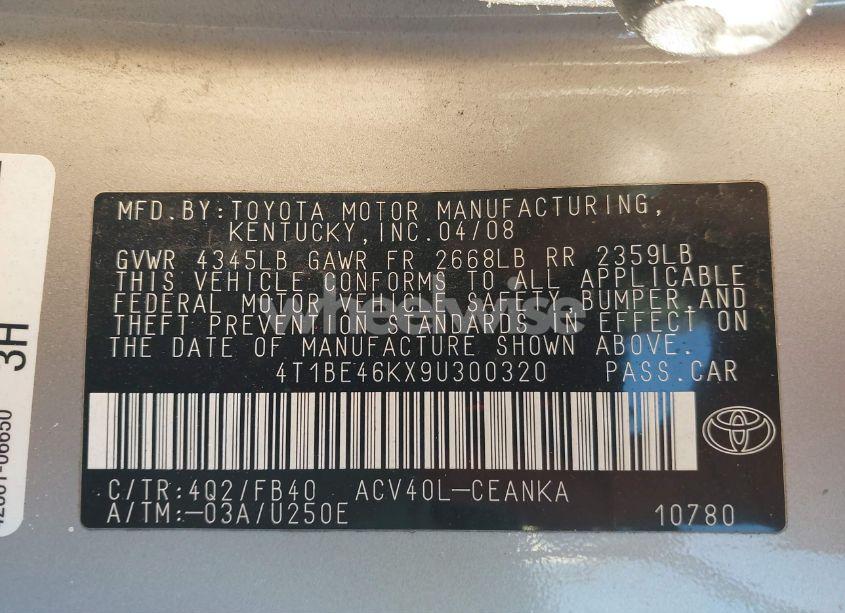 MFD.BY:TOYOTA MOTOR MANUFACTURING,
KENTUCKY,INC.04/08
GVWR 4345LB GAWR FR 2668LB RR 2359LB
THIS VEHICLE CONFORMS TO ALL APPLICABLE
FEDERAL MOTOR VEHICLE SAFETY, BUMPER,AND
THEFT PREVENTION STANDARDS IN EFFECT ON
THE DATE OF MANUFACTURE SHOWN ABOVE.
4T1BE46KX9U300320 PASS.CAR
C/TR:4Q2/FB40 ACV40L-CEANKA
A/TM:-03A/U250E 10780
wheelwise
3H